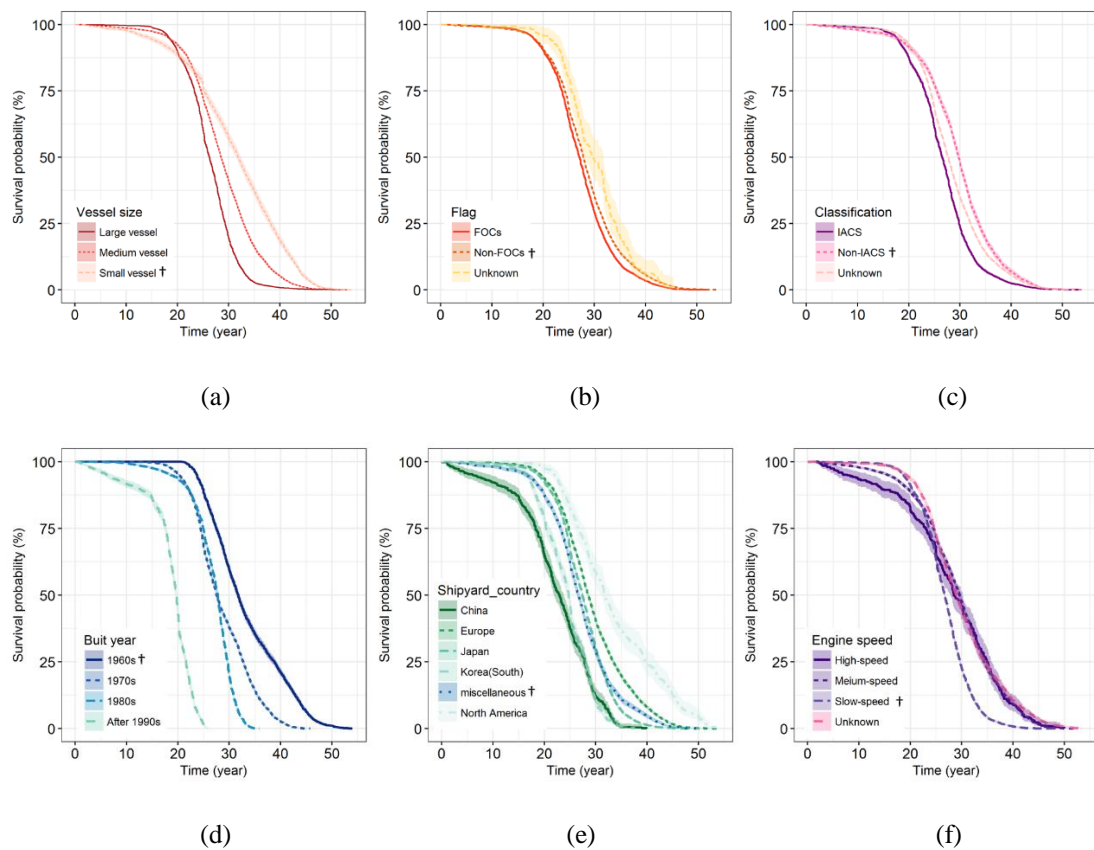 Survival probability (%)
100
75
50
25
0
Vessel size
Large vessel
Medium vessel
Small vessel †
0 10 20 30 40 50
Time (year)
(a)
Survival probability (%)
100
75
50
25
0
Flag
FOCs
Non-FOCs †
Unknown
0 10 20 30 40 50
Time (year)
(b)
Survival probability (%)
100
75
50
25
0
Classification
IACS
Non-IACS †
Unknown
0 10 20 30 40 50
Time (year)
(c)
Survival probability (%)
100
75
50
25
0
Buit year
1960s †
1970s
1980s
After 1990s
0 10 20 30 40 50
Time (year)
(d)
Survival probability (%)
100
75
50
25
0
Shipyard_country
China
Europe
Japan
Korea(South)
miscellaneous †
North America
0 10 20 30 40 50
Time (year)
(e)
Survival probability (%)
100
75
50
25
0
Engine speed
High-speed
Meium-speed
Slow-speed †
Unknown
0 10 20 30 40 50
Time (year)
(f)